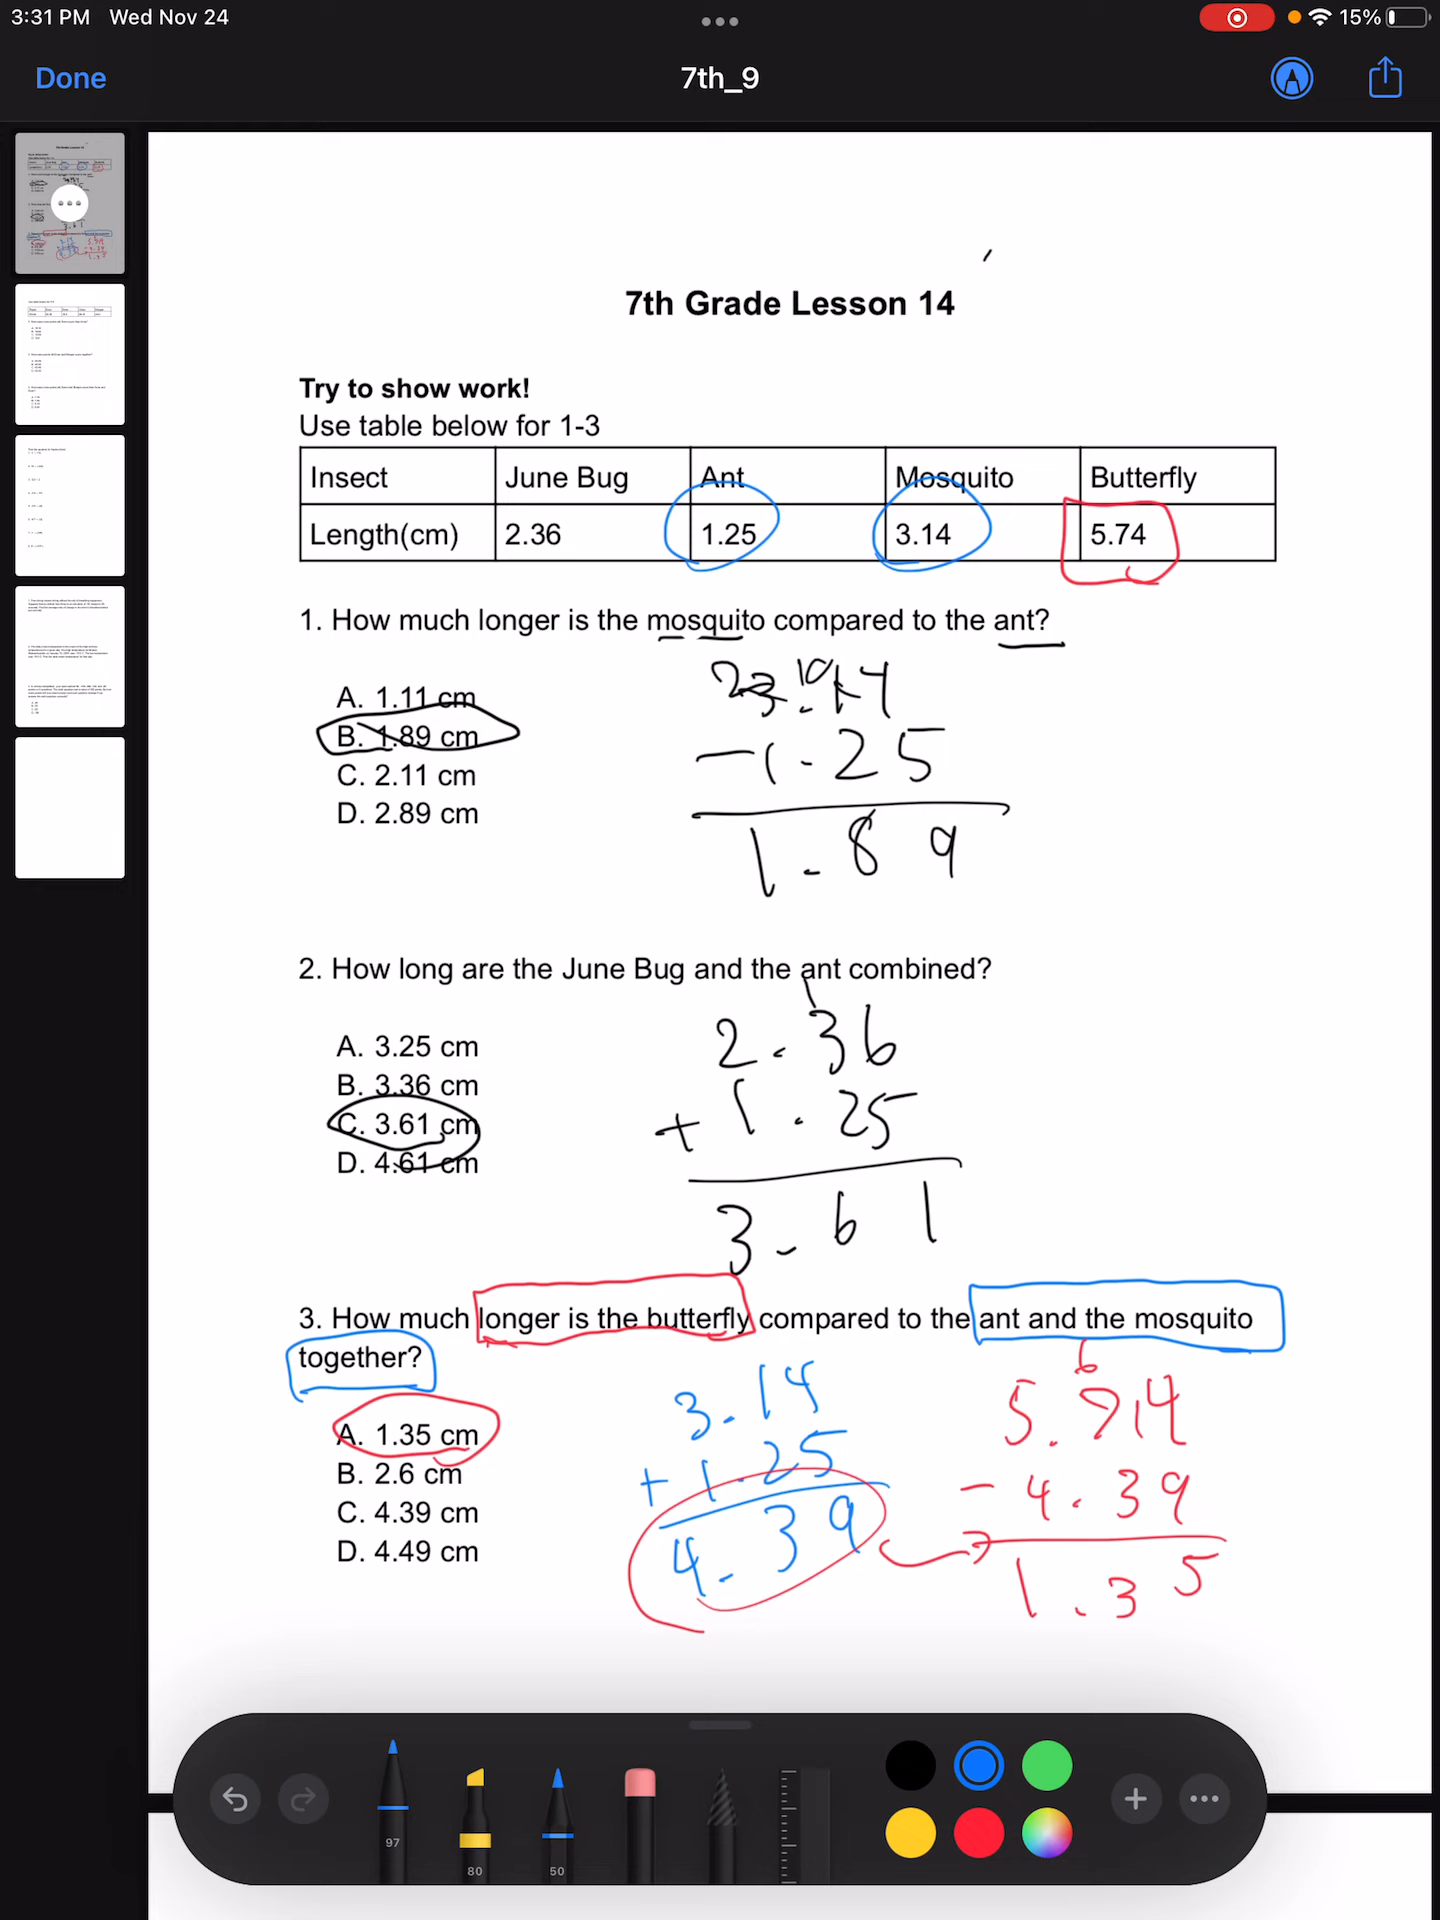 3:31 PM Wed Nov 24
15%
Done
7th_9
7th Grade Lesson 14
Try to show work!
Use table below for 1-3
Insect June Bug Ant Mosquito Butterfly
Length(cm) 2.36 1.25 3.14 5.74
1. How much longer is the mosquito compared to the ant?
A. 1.11 cm
B. 1.89 cm
C. 2.11 cm
D. 2.89 cm
- 1.25
1.89
2. How long are the June Bug and the ant combined?
A. 3.25 cm
B. 3.36 cm
C. 3.61 cm
D. 4.61 cm
1
2.36
+ 1.25
3.61
3. How much longer is the butterfly compared to the ant and the mosquito
together?
A. 1.35 cm
B. 2.6 cm
C. 4.39 cm
D. 4.49 cm
3.14
+ 1.25
4.39
6
5.714
- 4.39
1.35
97
80
50